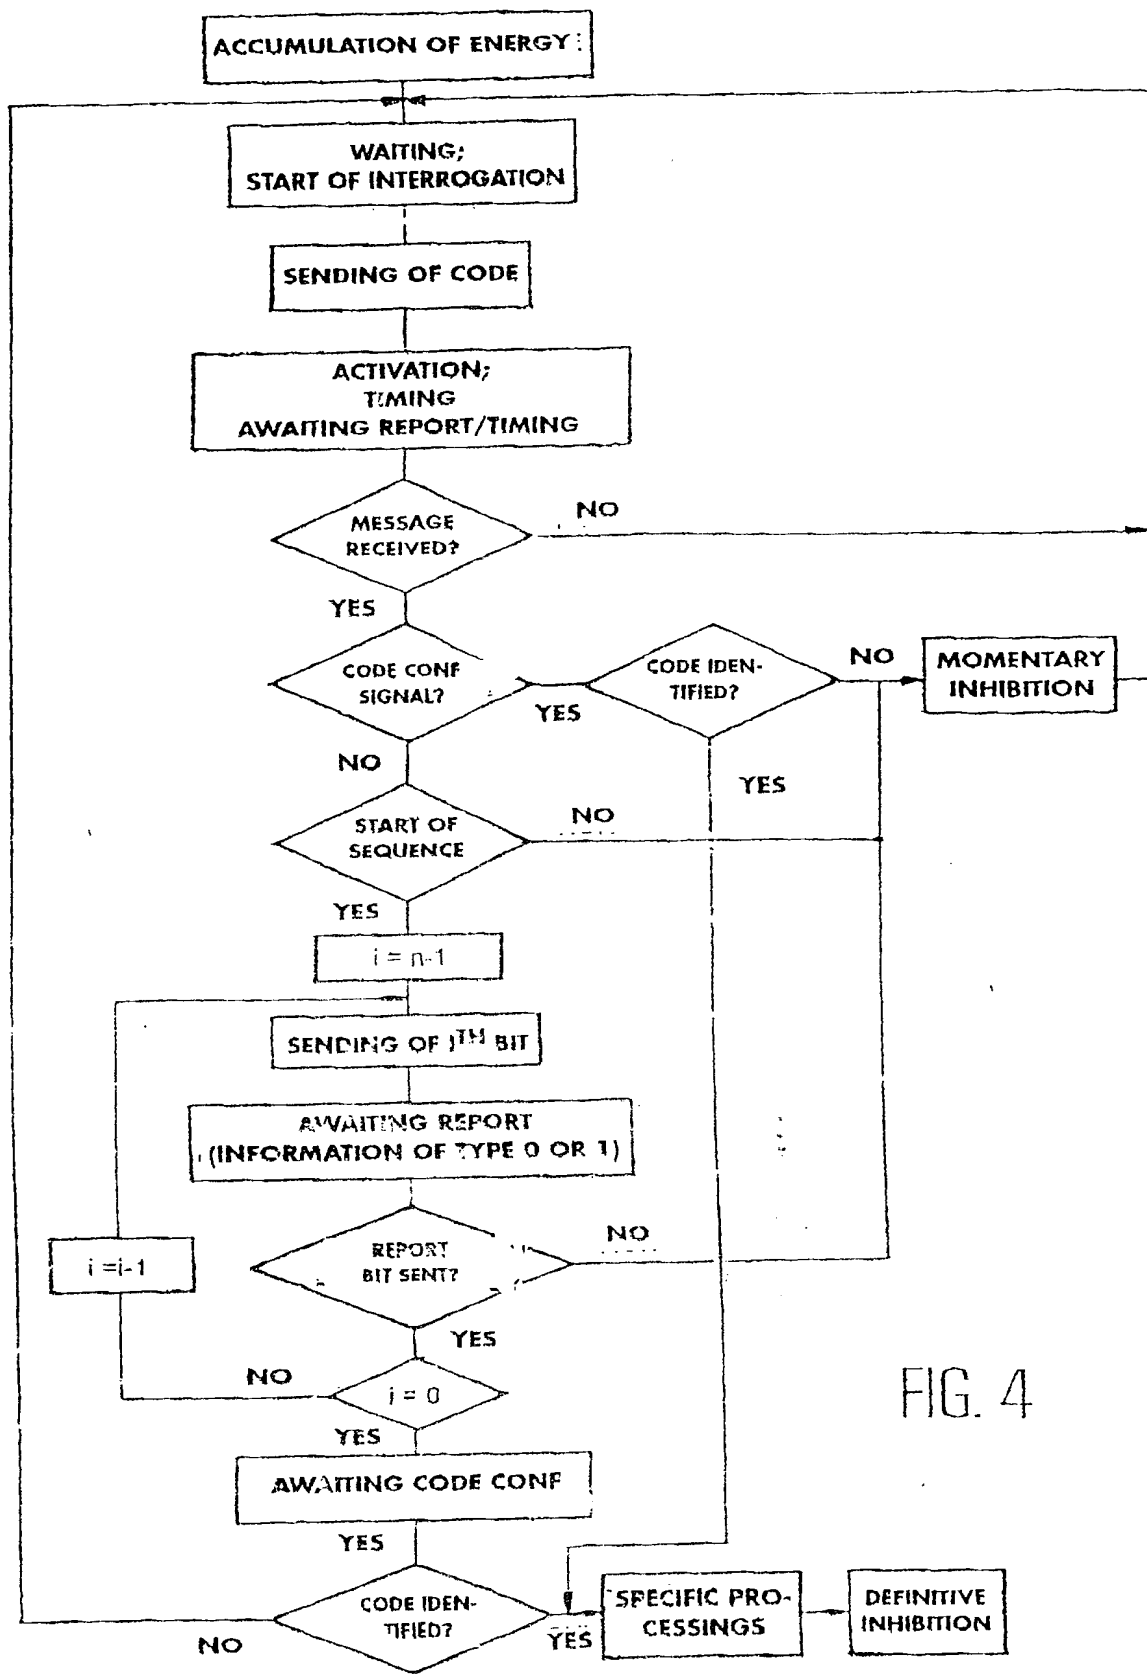 ACCUMULATION OF ENERGY
WAITING;
START OF INTERROGATION
SENDING OF CODE
ACTIVATION;
TIMING
AWAITING REPORT/TIMING
MESSAGE
RECEIVED?
NO
YES
CODE CONF
SIGNAL?
YES
CODE IDEN-
TIFIED?
NO
MOMENTARY
INHIBITION
NO
YES
START OF
SEQUENCE
NO
YES
i = n-1
SENDING OF ITH BIT
AWAITING REPORT
(INFORMATION OF TYPE 0 OR 1)
REPORT
BIT SENT?
NO
i =i-1
YES
NO
i = 0
FIG. 4
YES
AWAITING CODE CONF
YES
CODE IDEN-
TIFIED?
NO
YES
SPECIFIC PRO-
CESSINGS
DEFINITIVE
INHIBITION